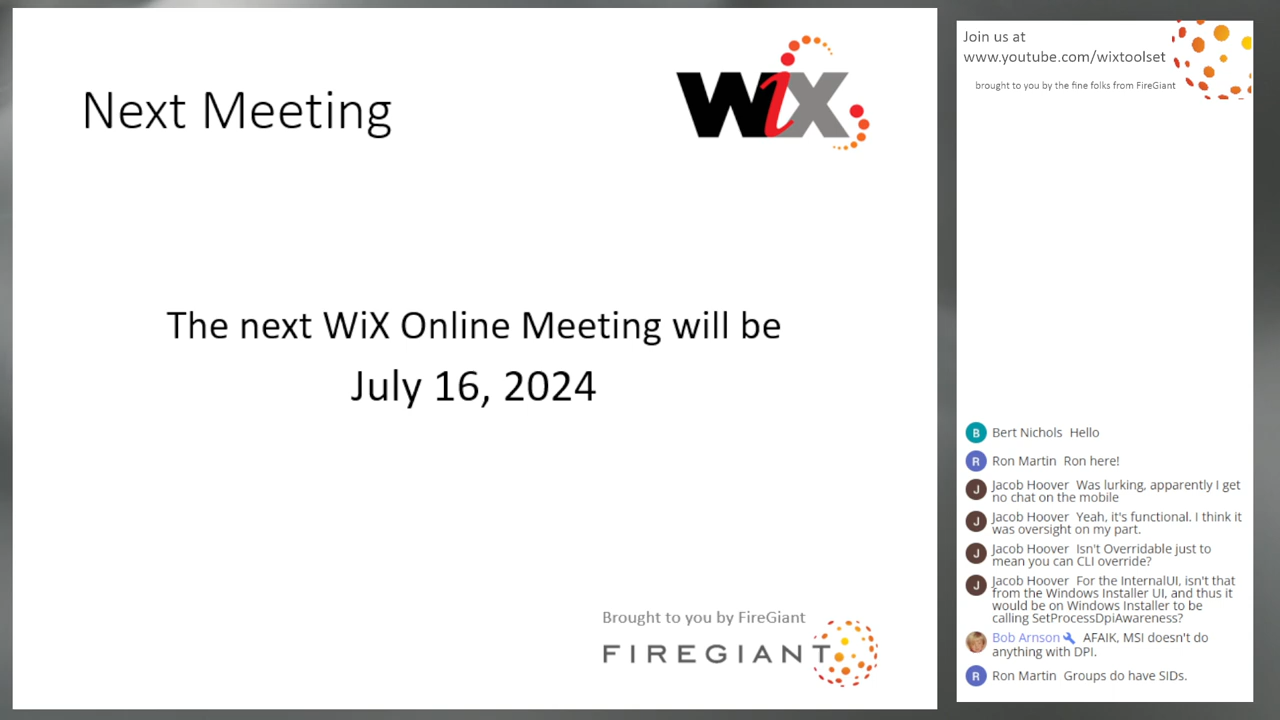 Next Meeting
WiX
The next WiX Online Meeting will be
July 16, 2024
Brought to you by FireGiant
FIREGIANT
Join us at
www.youtube.com/wixtoolset
brought to you by the fine folks from FireGiant
B Bert Nichols Hello
R Ron Martin Ron here!
J Jacob Hoover Was lurking, apparently I get
no chat on the mobile
J Jacob Hoover Yeah, it's functional. I think it
was oversight on my part.
J Jacob Hoover Isn't Overridable just to
mean you can CLI override?
J Jacob Hoover For the InternalUI, isn't that
from the Windows Installer UI, and thus it
would be on Windows Installer to be
calling SetProcessDpiAwareness?
Bob Arnson AFAIK, MSI doesn't do
anything with DPI.
R Ron Martin Groups do have SIDs.